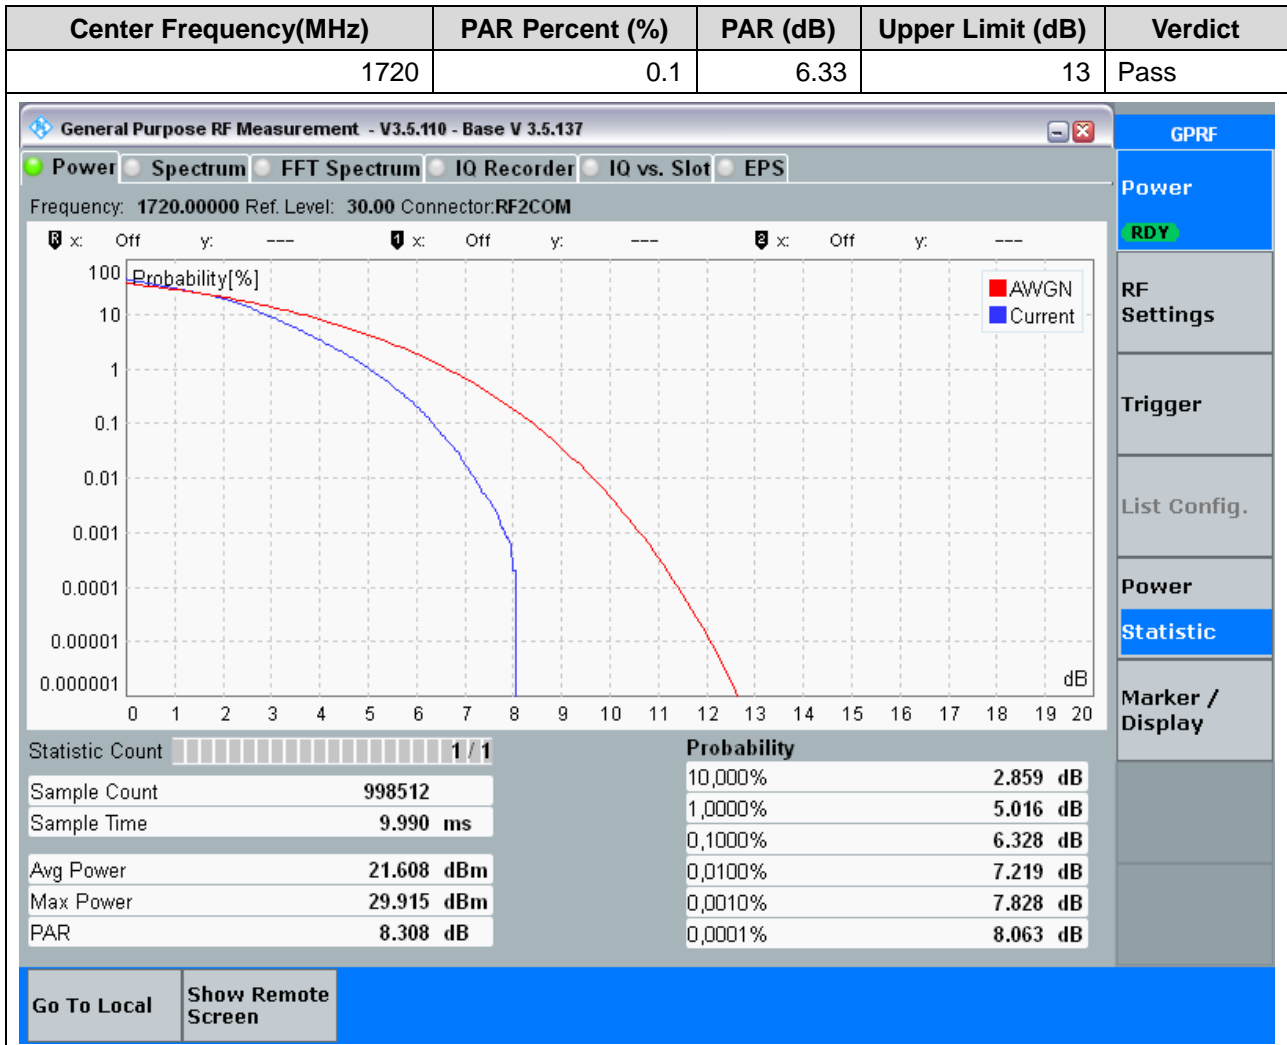 Center Frequency(MHz) PAR Percent (%) PAR (dB) Upper Limit (dB) Verdict
1720 0.1 6.33 13 Pass
General Purpose RF Measurement - V3.5.110 - Base V 3.5.137
GPRF
Power Spectrum FFT Spectrum IQ Recorder IQ vs. Slot EPS
Power
RDY
Frequency: 1720.00000 Ref. Level: 30.00 Connector:RF2COM
R x: Off y: --- 1 x: Off y: --- 2 x: Off y: ---
Probability[%]
100
10
1
0.1
0.01
0.001
0.0001
0.00001
0.000001
AWGN
Current
dB
0 1 2 3 4 5 6 7 8 9 10 11 12 13 14 15 16 17 18 19 20
RF
Settings
Trigger
List Config.
Power
Statistic
Marker /
Display
Statistic Count 1 / 1
Sample Count 998512
Sample Time 9.990 ms
Avg Power 21.608 dBm
Max Power 29.915 dBm
PAR 8.308 dB
Probability
10,000% 2.859 dB
1,0000% 5.016 dB
0,1000% 6.328 dB
0,0100% 7.219 dB
0,0010% 7.828 dB
0,0001% 8.063 dB
Go To Local
Show Remote
Screen